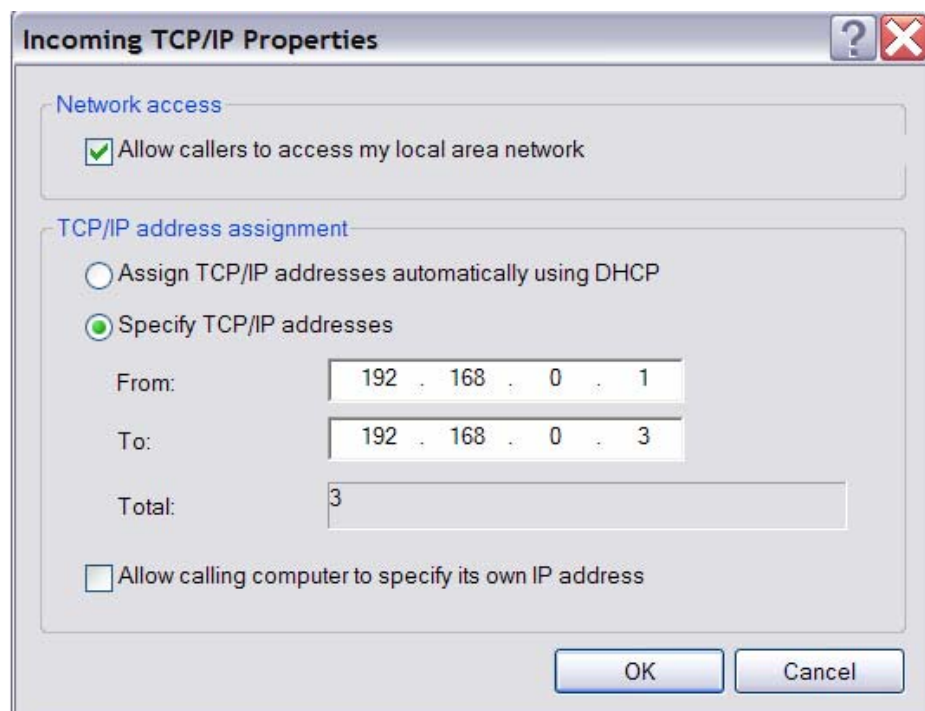 Incoming TCP/IP Properties
Network access
Allow callers to access my local area network
TCP/IP address assignment
Assign TCP/IP addresses automatically using DHCP
Specify TCP/IP addresses
From: 192 . 168 . 0 . 1
To: 192 . 168 . 0 . 3
Total: 3
Allow calling computer to specify its own IP address
OK Cancel